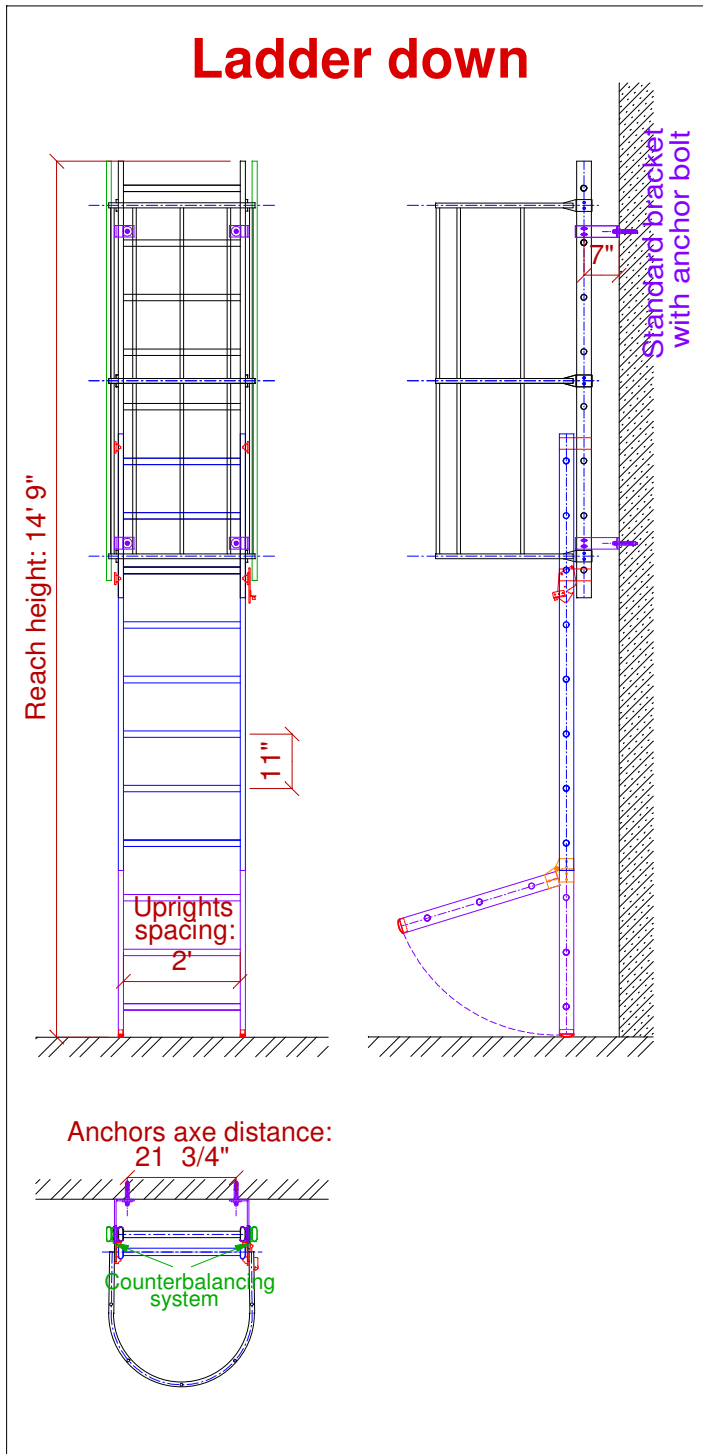 Ladder down
Standard bracket
with anchor bolt
7"
Reach height: 14' 9"
11"
Uprights
spacing:
2'
Anchors axe distance:
21 3/4"
Counterbalancing
system